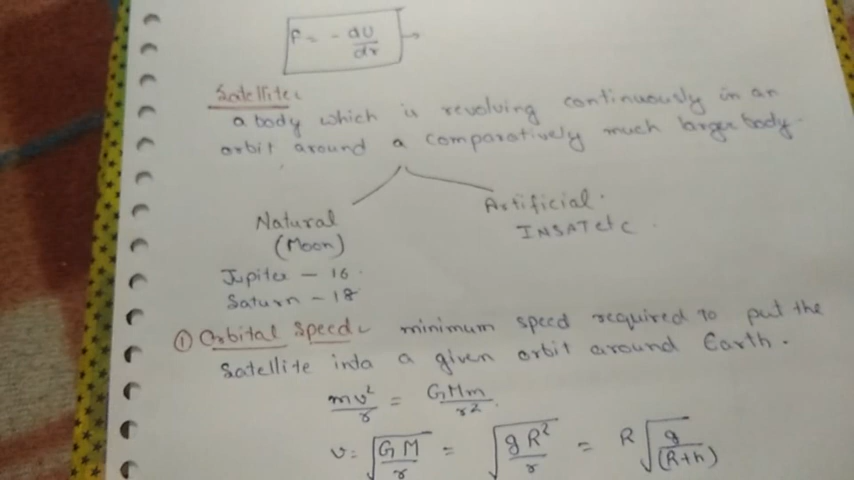 F = - dU/dr →
Satellite:
a body which is revolving continuously in an
orbit around a comparatively much larger body.
Natural
(Moon)
Jupiter - 16.
Saturn - 18
Artificial.
INSAT etc.
① Orbital Speed: minimum speed required to put the
Satellite into a given orbit around Earth.
mv²/r = GMm/r².
v = √(GM/r) = √(gR²/r) = R √(g/(R+h))